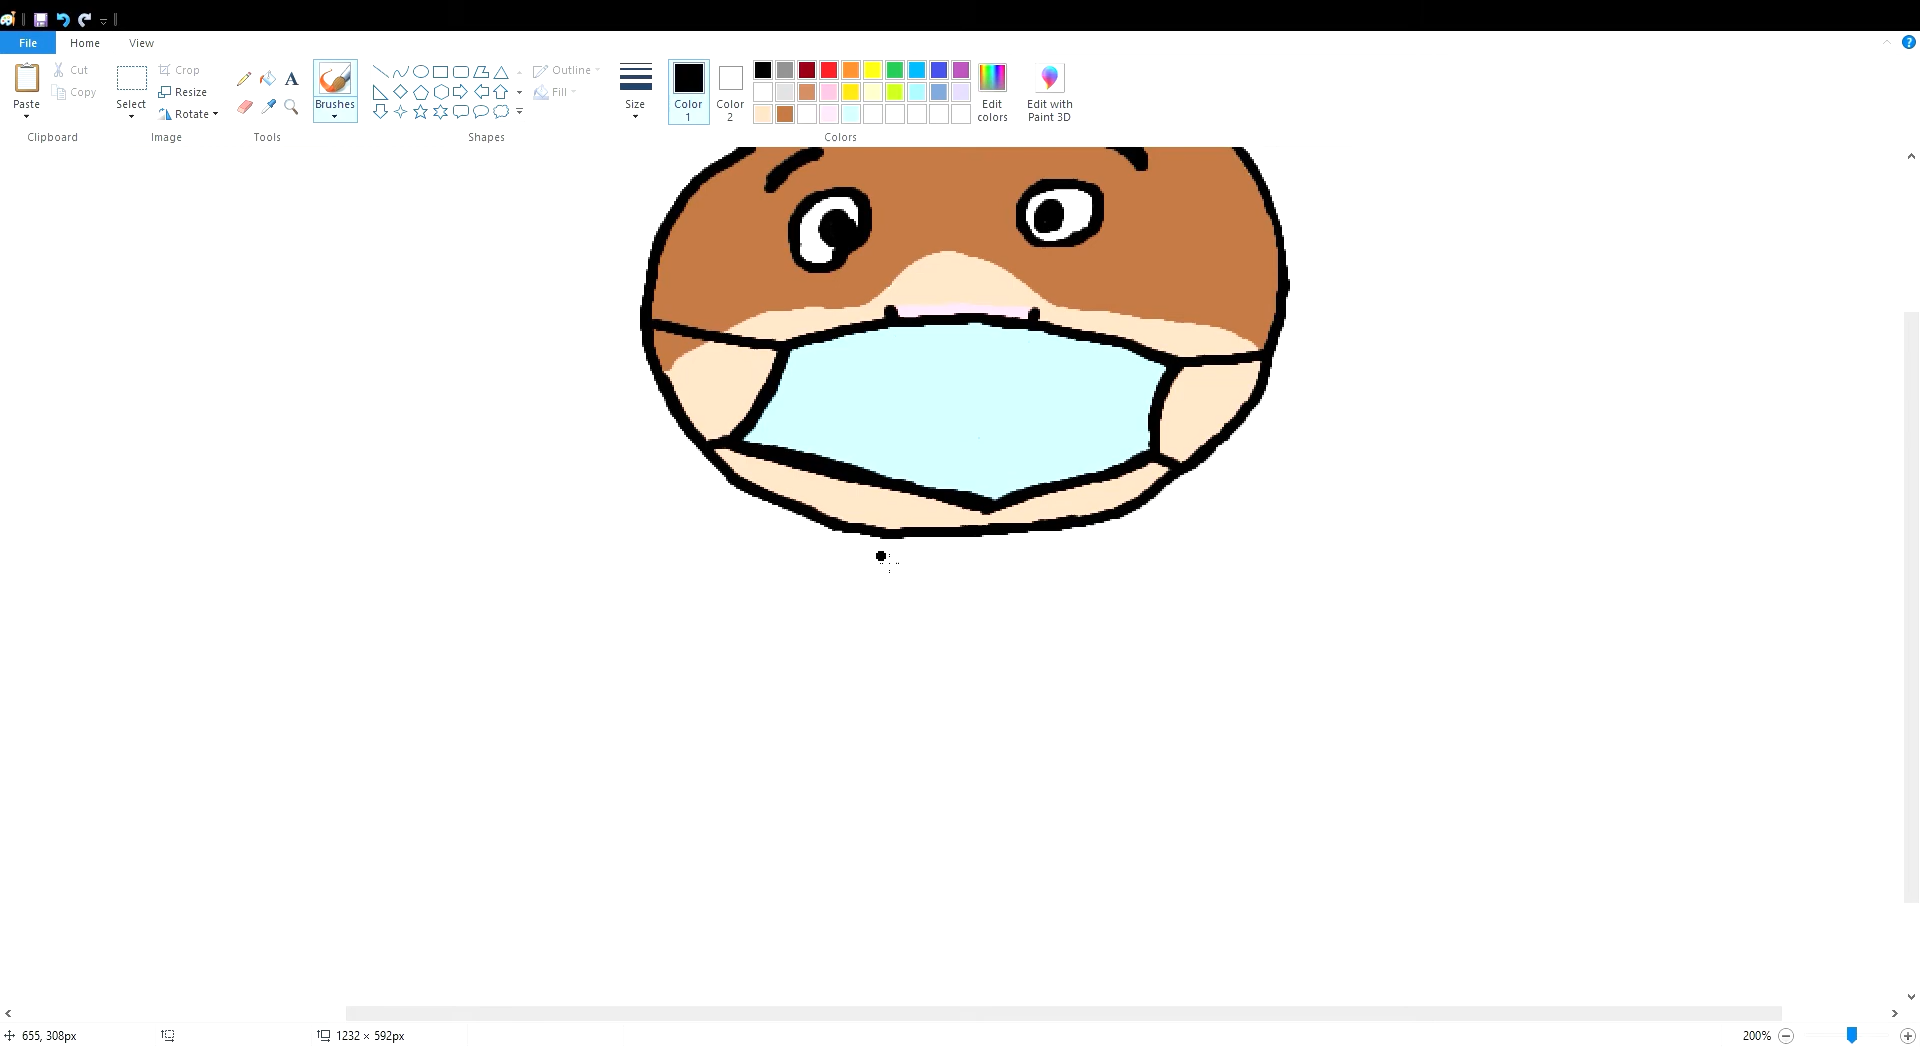 File Home View
Paste Cut Copy
Select Crop Resize Rotate
A
Brushes
Outline Fill
Size
Color 1
Color 2
Edit colors
Edit with Paint 3D
Clipboard Image Tools Shapes Colors
655, 308px 1232 × 592px 200%